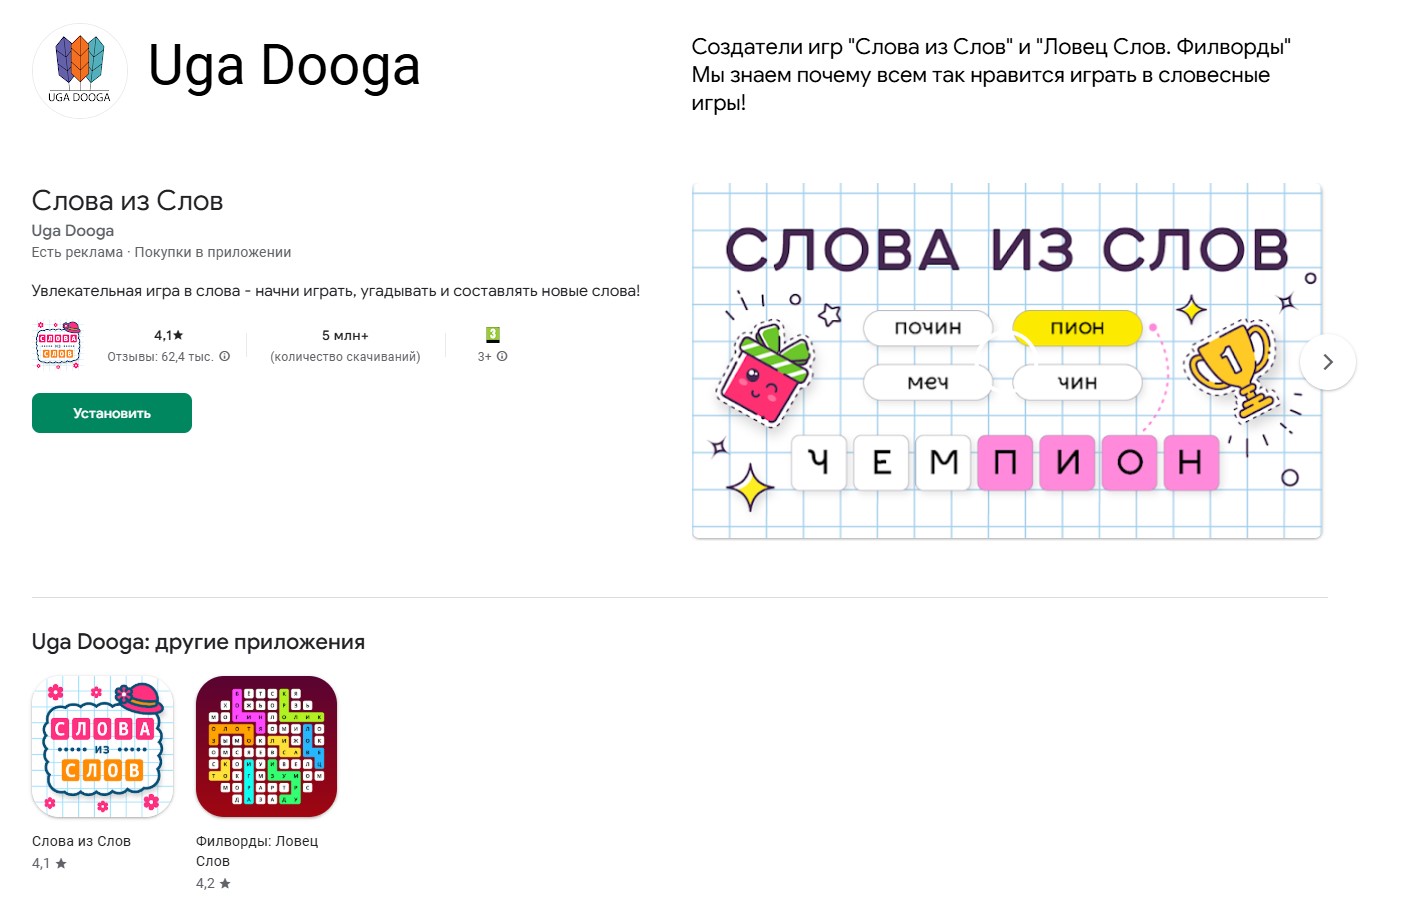 UGA DOOGA
Uga Dooga
Создатели игр "Слова из Слов" и "Ловец Слов. Филворды"
Мы знаем почему всем так нравится играть в словесные
игры!
Слова из Слов
Uga Dooga
Есть реклама · Покупки в приложении
Увлекательная игра в слова - начни играть, угадывать и составлять новые слова!
СЛОВА
ИЗ
СЛОВ
4,1★
Отзывы: 62,4 тыс.
5 млн+
(количество скачиваний)
3
3+
Установить
СЛОВА ИЗ СЛОВ
почин
пион
меч
чин
1
ЧЕМПИОН
Uga Dooga: другие приложения
СЛОВА
ИЗ
СЛОВ
Слова из Слов
4,1 ★
Филворды: Ловец
Слов
4,2 ★